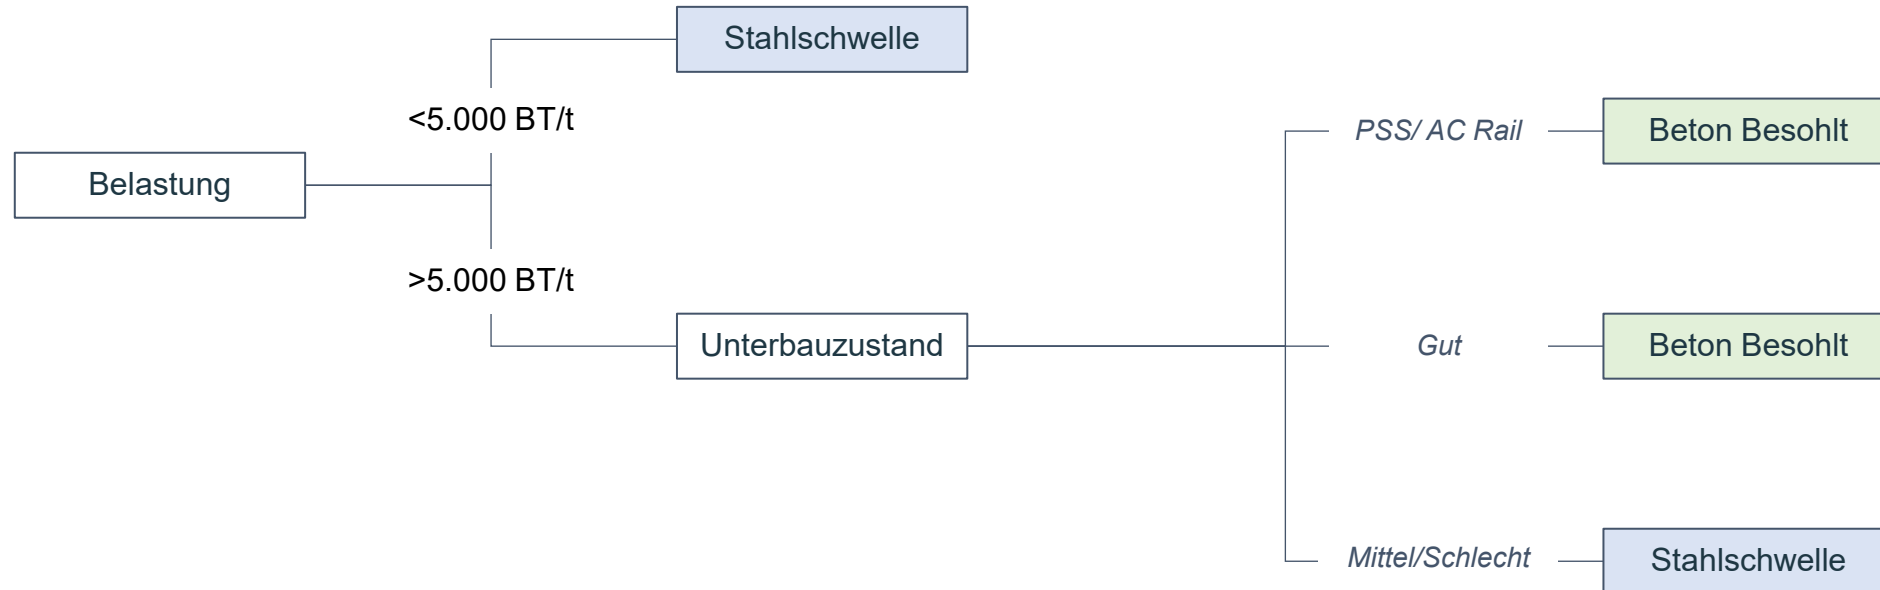 Stahlschwelle
<5.000 BT/t
Belastung
>5.000 BT/t
Unterbauzustand
PSS/ AC Rail
Beton Besohlt
Gut
Beton Besohlt
Mittel/Schlecht
Stahlschwelle